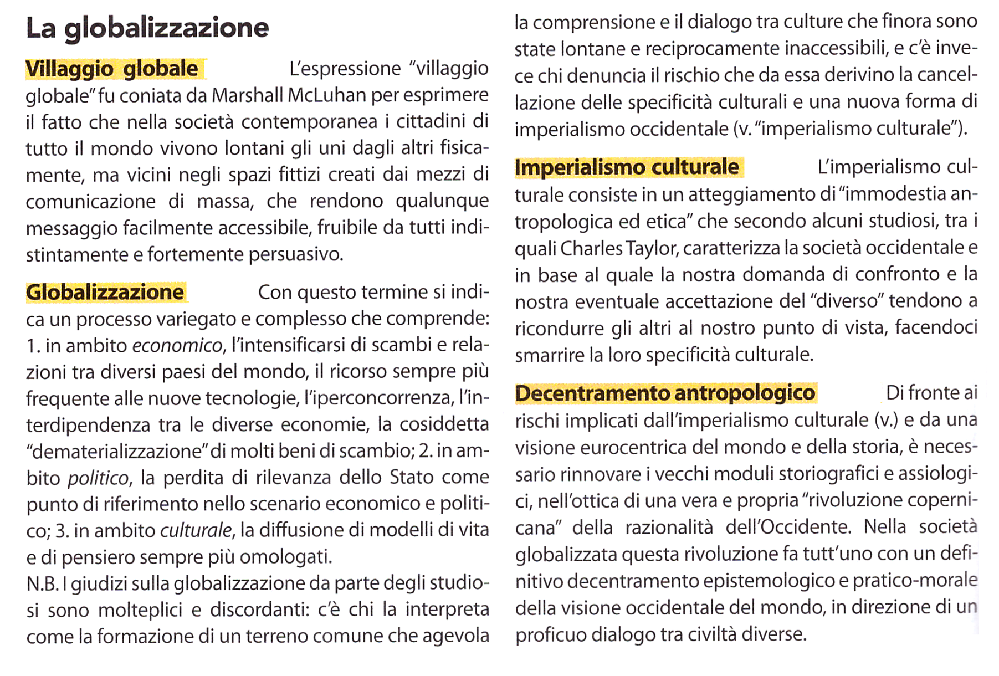 La globalizzazione
Villaggio globale L'espressione “villaggio
globale” fu coniata da Marshall McLuhan per esprimere
il fatto che nella società contemporanea i cittadini di
tutto il mondo vivono lontani gli uni dagli altri fisica-
mente, ma vicini negli spazi fittizi creati dai mezzi di
comunicazione di massa, che rendono qualunque
messaggio facilmente accessibile, fruibile da tutti indi-
stintamente e fortemente persuasivo.
Globalizzazione Con questo termine si indi-
ca un processo variegato e complesso che comprende:
1. in ambito economico, l'intensificarsi di scambi e rela-
zioni tra diversi paesi del mondo, il ricorso sempre più
frequente alle nuove tecnologie, l'iperconcorrenza, l'in-
terdipendenza tra le diverse economie, la cosiddetta
“dematerializzazione” di molti beni di scambio; 2. in am-
bito politico, la perdita di rilevanza dello Stato come
punto di riferimento nello scenario economico e politi-
co; 3. in ambito culturale, la diffusione di modelli di vita
e di pensiero sempre più omologati.
N.B. I giudizi sulla globalizzazione da parte degli studio-
si sono molteplici e discordanti: c'è chi la interpreta
come la formazione di un terreno comune che agevola
la comprensione e il dialogo tra culture che finora sono
state lontane e reciprocamente inaccessibili, e c'è inve-
ce chi denuncia il rischio che da essa derivino la cancel-
lazione delle specificità culturali e una nuova forma di
imperialismo occidentale (v. “imperialismo culturale”).
Imperialismo culturale L'imperialismo cul-
turale consiste in un atteggiamento di “immodestia an-
tropologica ed etica” che secondo alcuni studiosi, tra i
quali Charles Taylor, caratterizza la società occidentale e
in base al quale la nostra domanda di confronto e la
nostra eventuale accettazione del “diverso” tendono a
ricondurre gli altri al nostro punto di vista, facendoci
smarrire la loro specificità culturale.
Decentramento antropologico Di fronte ai
rischi implicati dall'imperialismo culturale (v.) e da una
visione eurocentrica del mondo e della storia, è neces-
sario rinnovare i vecchi moduli storiografici e assiologi-
ci, nell'ottica di una vera e propria “rivoluzione coperni-
cana” della razionalità dell'Occidente. Nella società
globalizzata questa rivoluzione fa tutt'uno con un defi-
nitivo decentramento epistemologico e pratico-morale
della visione occidentale del mondo, in direzione di un
proficuo dialogo tra civiltà diverse.